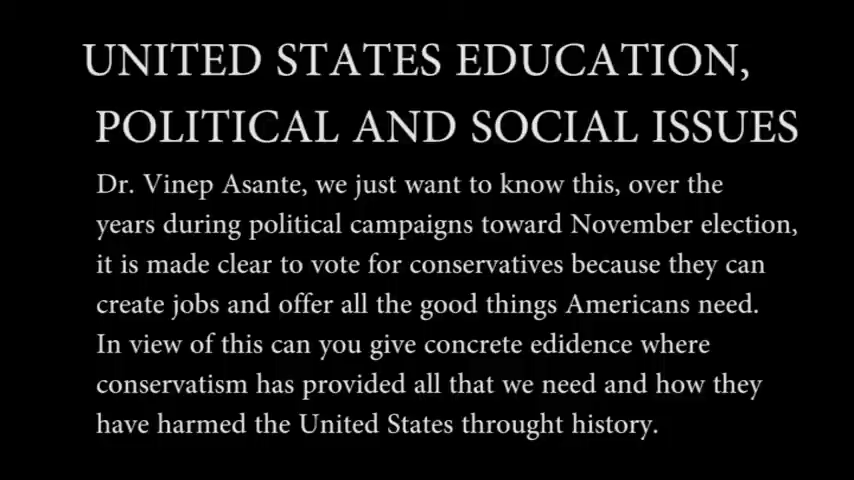 UNITED STATES EDUCATION,
POLITICAL AND SOCIAL ISSUES
Dr. Vinep Asante, we just want to know this, over the
years during political campaigns toward November election,
it is made clear to vote for conservatives because they can
create jobs and offer all the good things Americans need.
In view of this can you give concrete edidence where
conservatism has provided all that we need and how they
have harmed the United States throught history.